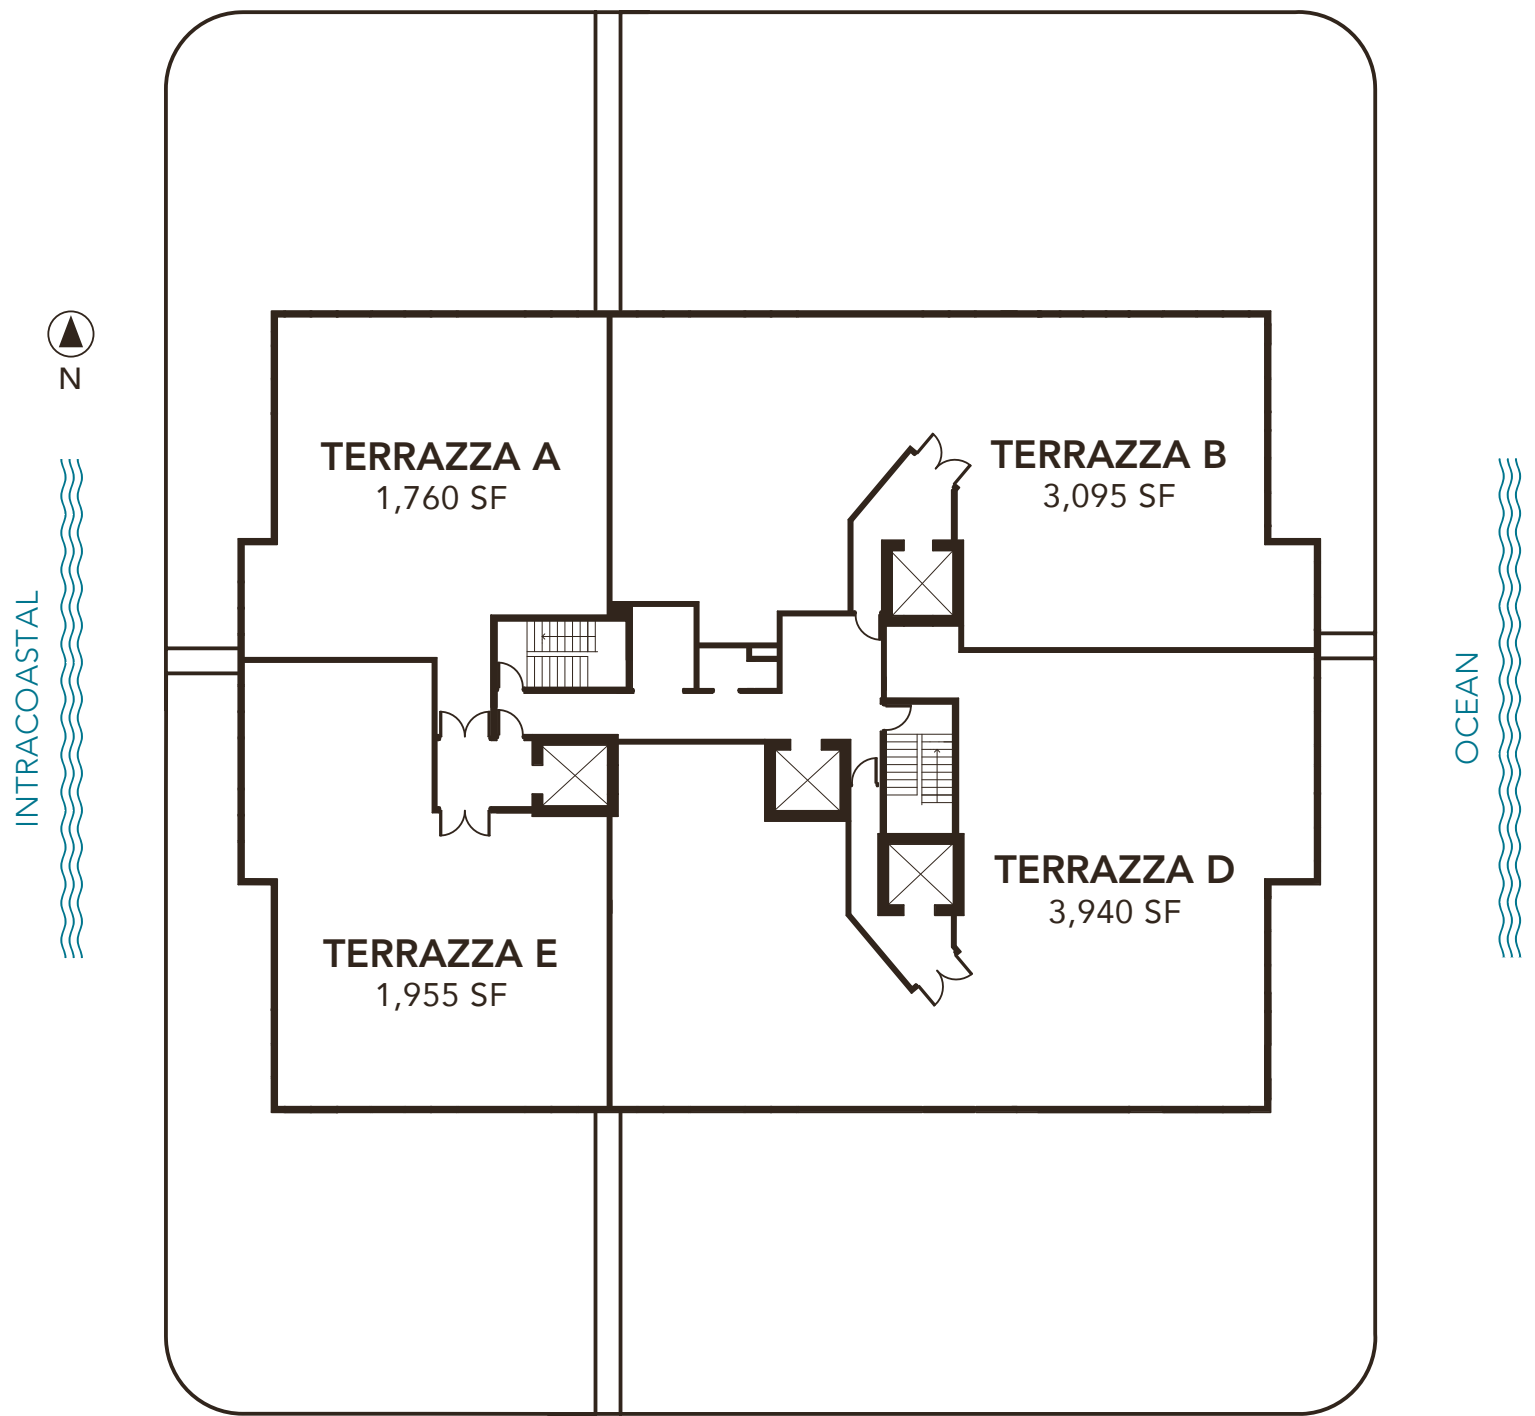 N
INTRACOASTAL
TERRAZZA A
1,760 SF
TERRAZZA B
3,095 SF
OCEAN
TERRAZZA D
3,940 SF
TERRAZZA E
1,955 SF